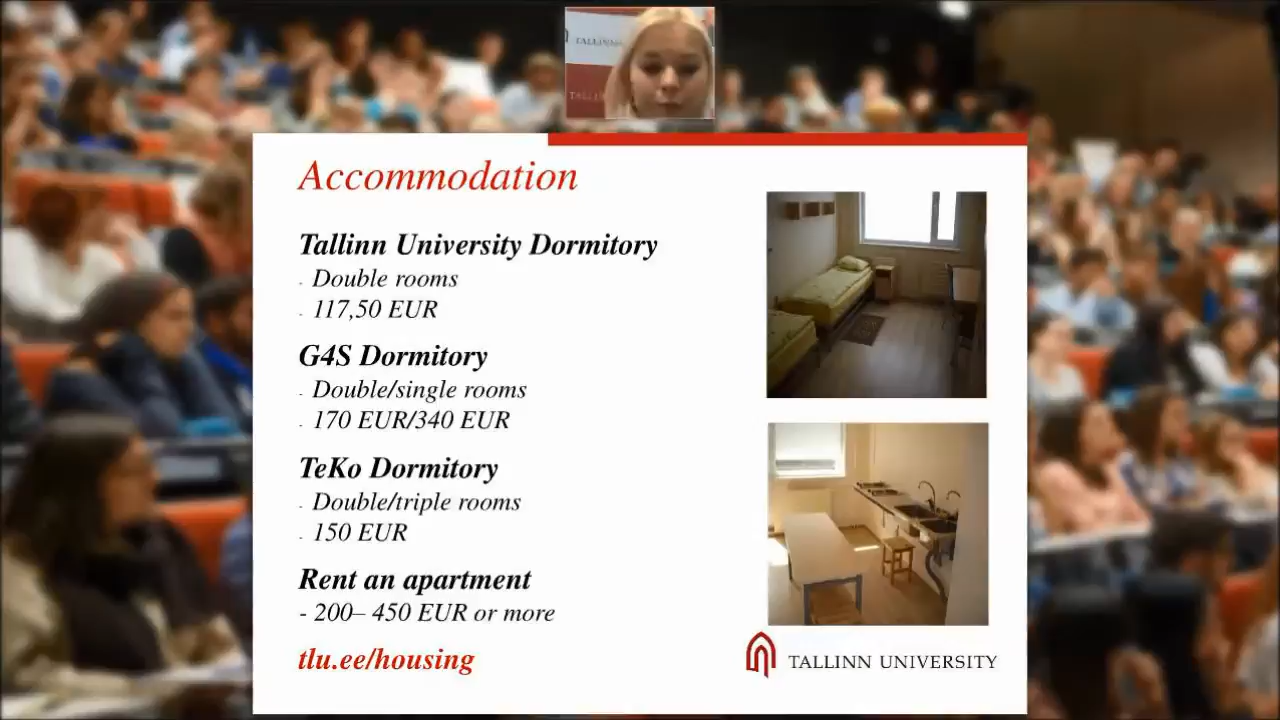 TALLINN
Accommodation
Tallinn University Dormitory
- Double rooms
- 117,50 EUR
G4S Dormitory
- Double/single rooms
- 170 EUR/340 EUR
TeKo Dormitory
- Double/triple rooms
- 150 EUR
Rent an apartment
- 200– 450 EUR or more
tlu.ee/housing
TALLINN UNIVERSITY